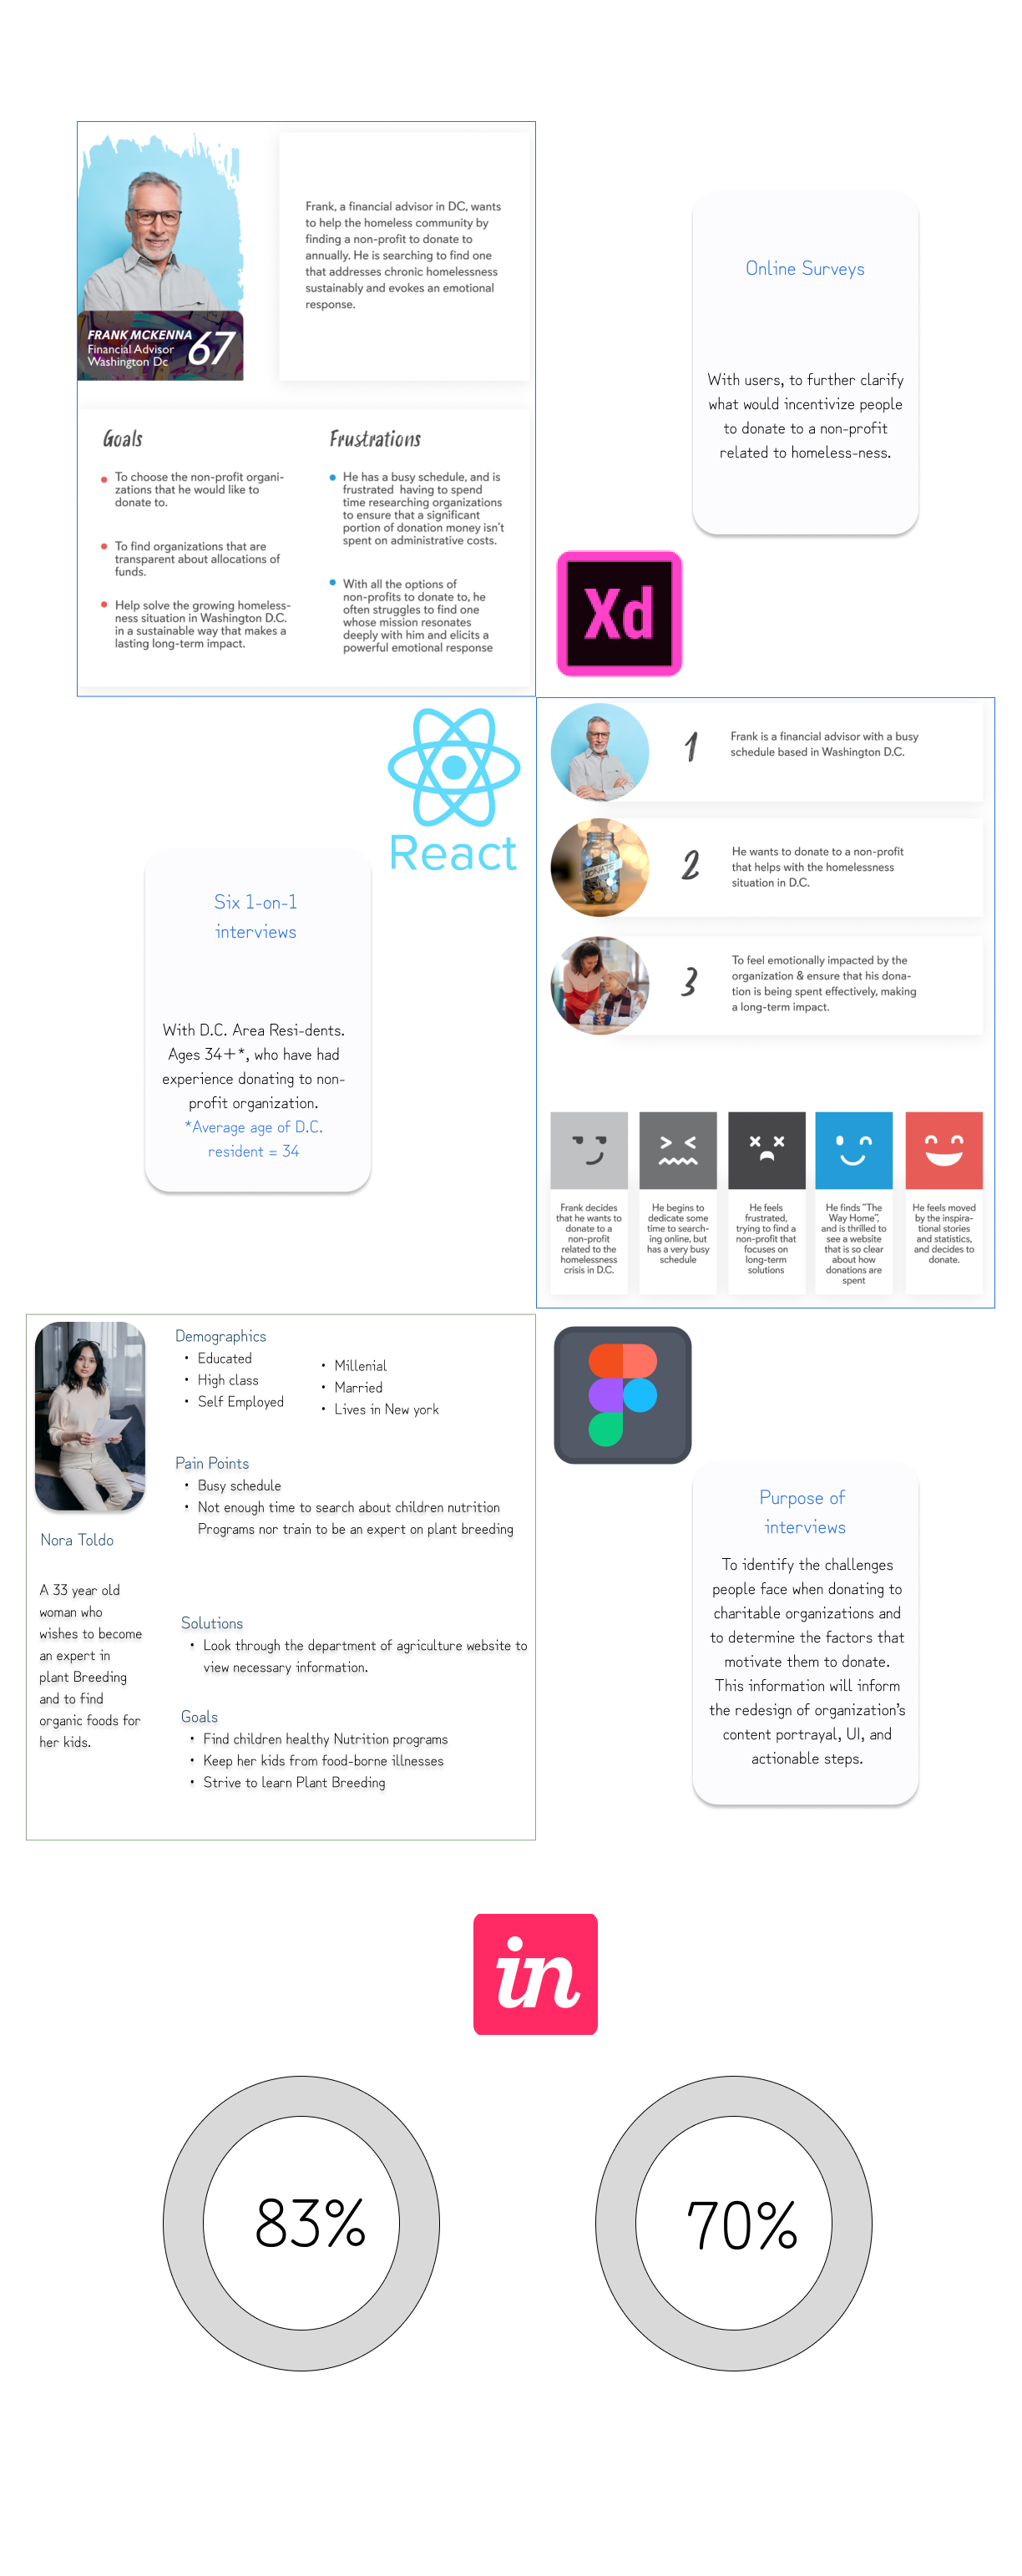 Frank, a financial advisor in DC, wants
to help the homeless community by
finding a non-profit to donate to
annually. He is searching to find one
that addresses chronic homelessness
sustainably and evokes an emotional
response.
FRANK MCKENNA
Financial Advisor
Washington Dc
67
Goals
To choose the non-profit organi-
zations that he would like to
donate to.
To find organizations that are
transparent about allocations of
funds.
Help solve the growing homeless-
ness situation in Washington D.C.
in a sustainable way that makes a
lasting long-term impact.
Frustrations
He has a busy schedule, and is
frustrated having to spend
time researching organizations
to ensure that a significant
portion of donation money isn't
spent on administrative costs.
With all the options of
non-profits to donate to, he
often struggles to find one
whose mission resonates
deeply with him and elicits a
powerful emotional response
Online Surveys
With users, to further clarify
what would incentivize people
to donate to a non-profit
related to homeless-ness.
Xd
React
Six 1-on-1
interviews
With D.C. Area Resi-dents.
Ages 34+*, who have had
experience donating to non-
profit organization.
*Average age of D.C.
resident = 34
1
Frank is a financial advisor with a busy
schedule based in Washington D.C.
DONATE
2
He wants to donate to a non-profit
that helps with the homelessness
situation in D.C.
3
To feel emotionally impacted by the
organization & ensure that his dona-
tion is being spent effectively, making
a long-term impact.
Frank decides
that he wants to
donate to a
non-profit
related to the
homelessness
crisis in D.C.
He begins to
dedicate some
time to search-
ing online, but
has a very busy
schedule
He feels
frustrated,
trying to find a
non-profit that
focuses on
long-term
solutions
He finds "The
Way Home",
and is thrilled to
see a website
that is so clear
about how
donations are
spent
He feels moved
by the inspira-
tional stories
and statistics,
and decides to
donate.
Nora Toldo
A 33 year old
woman who
wishes to become
an expert in
plant Breeding
and to find
organic foods for
her kids.
Demographics
• Educated
• High class
• Self Employed
• Millenial
• Married
• Lives in New york
Pain Points
• Busy schedule
• Not enough time to search about children nutrition
Programs nor train to be an expert on plant breeding
Solutions
• Look through the department of agriculture website to
view necessary information.
Goals
• Find children healthy Nutrition programs
• Keep her kids from food-borne illnesses
• Strive to learn Plant Breeding
Purpose of
interviews
To identify the challenges
people face when donating to
charitable organizations and
to determine the factors that
motivate them to donate.
This information will inform
the redesign of organization's
content portrayal, UI, and
actionable steps.
in
83%
70%